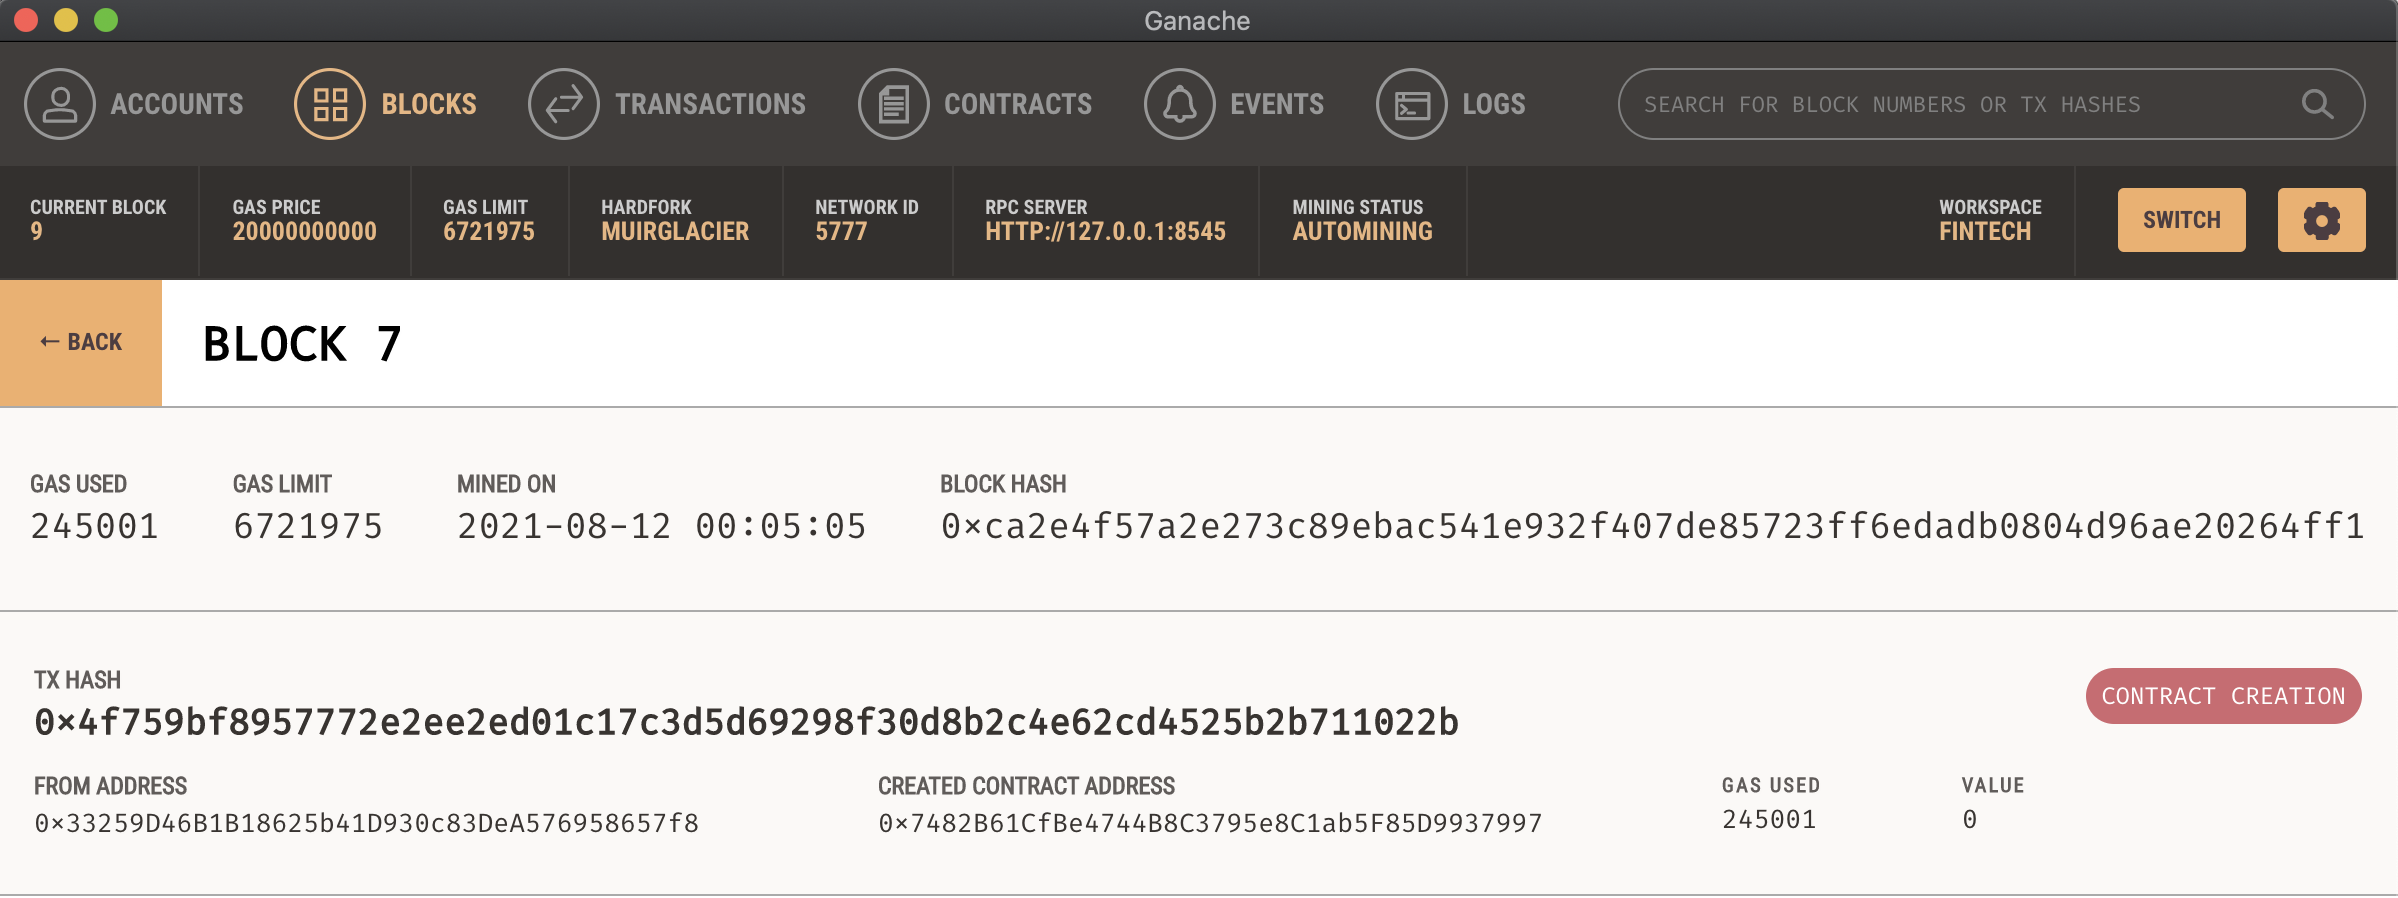 Ganache
ACCOUNTS BLOCKS TRANSACTIONS CONTRACTS EVENTS LOGS SEARCH FOR BLOCK NUMBERS OR TX HASHES
CURRENT BLOCK GAS PRICE GAS LIMIT HARDFORK NETWORK ID RPC SERVER MINING STATUS WORKSPACE
9 20000000000 6721975 MUIRGLACIER 5777 HTTP://127.0.0.1:8545 AUTOMINING FINTECH SWITCH
← BACK BLOCK 7
GAS USED GAS LIMIT MINED ON BLOCK HASH
245001 6721975 2021-08-12 00:05:05 0×ca2e4f57a2e273c89ebac541e932f407de85723ff6edadb0804d96ae20264ff1
TX HASH
0×4f759bf8957772e2ee2ed01c17c3d5d69298f30d8b2c4e62cd4525b2b711022b CONTRACT CREATION
FROM ADDRESS CREATED CONTRACT ADDRESS GAS USED VALUE
0×33259D46B1B18625b41D930c83DeA576958657f8 0×7482B61CfBe4744B8C3795e8C1ab5F85D9937997 245001 0